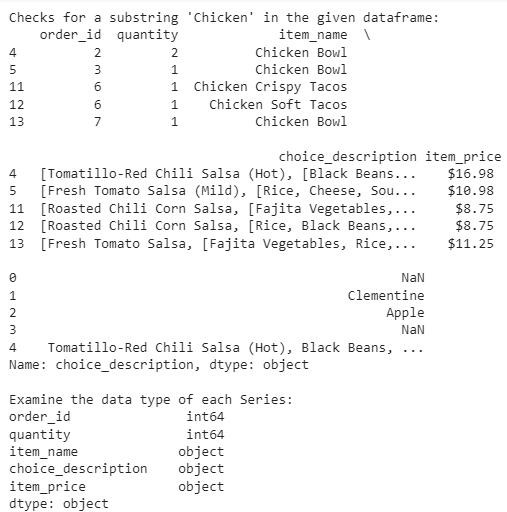 Checks for a substring 'Chicken' in the given dataframe:
    order_id  quantity             item_name  \
4          2         2          Chicken Bowl
5          3         1          Chicken Bowl
11         6         1  Chicken Crispy Tacos
12         6         1    Chicken Soft Tacos
13         7         1          Chicken Bowl
                                   choice_description item_price
4   [Tomatillo-Red Chili Salsa (Hot), [Black Beans...     $16.98
5   [Fresh Tomato Salsa (Mild), [Rice, Cheese, Sou...     $10.98
11  [Roasted Chili Corn Salsa, [Fajita Vegetables,...      $8.75
12  [Roasted Chili Corn Salsa, [Rice, Black Beans,...      $8.75
13  [Fresh Tomato Salsa, [Fajita Vegetables, Rice,...     $11.25
0                                                  NaN
1                                           Clementine
2                                                Apple
3                                                  NaN
4    Tomatillo-Red Chili Salsa (Hot), Black Beans, ...
Name: choice_description, dtype: object
Examine the data type of each Series:
order_id               int64
quantity               int64
item_name             object
choice_description    object
item_price            object
dtype: object